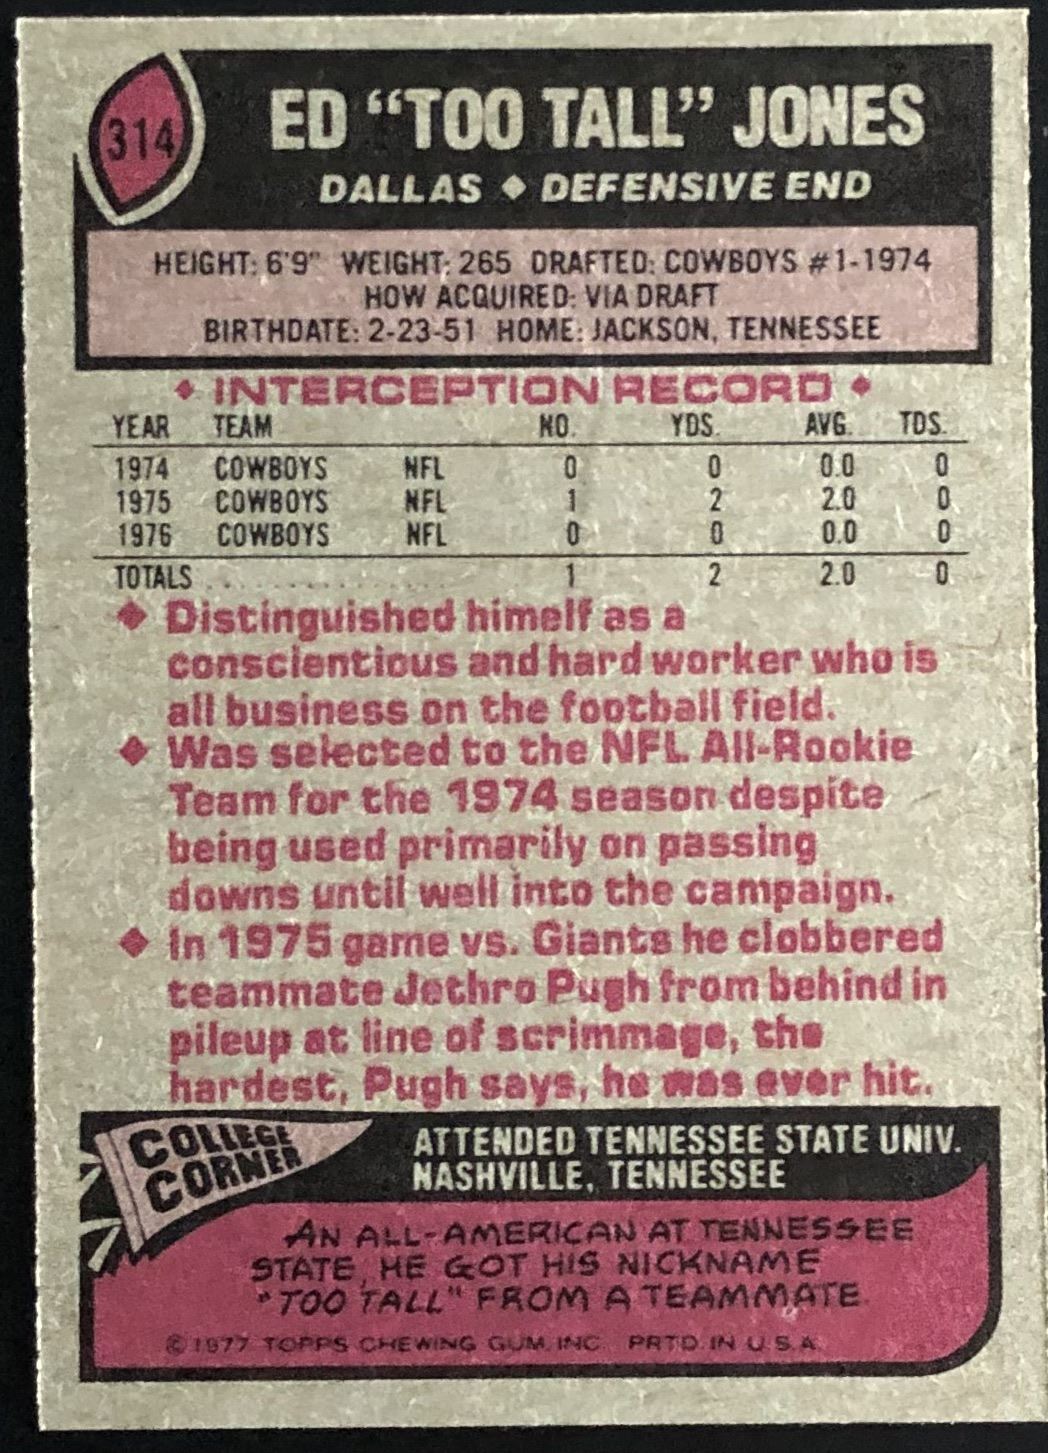 314
ED “TOO TALL” JONES
DALLAS ◆ DEFENSIVE END
HEIGHT: 6'9" WEIGHT: 265 DRAFTED: COWBOYS #1-1974
HOW ACQUIRED: VIA DRAFT
BIRTHDATE: 2-23-51 HOME: JACKSON, TENNESSEE
◆ INTERCEPTION RECORD ◆
YEAR TEAM NO. YDS. AVG. TDS.
1974 COWBOYS NFL 0 0 0.0 0
1975 COWBOYS NFL 1 2 2.0 0
1976 COWBOYS NFL 0 0 0.0 0
TOTALS . . . . . . . . . . . . . . 1 2 2.0 0
◆ Distinguished himself as a
conscientious and hard worker who is
all business on the football field.
◆ Was selected to the NFL All-Rookie
Team for the 1974 season despite
being used primarily on passing
downs until well into the campaign.
◆ In 1975 game vs. Giants he clobbered
teammate Jethro Pugh from behind in
pileup at line of scrimmage, the
hardest, Pugh says, he was ever hit.
COLLEGE
CORNER
ATTENDED TENNESSEE STATE UNIV.
NASHVILLE, TENNESSEE
AN ALL-AMERICAN AT TENNESSEE
STATE, HE GOT HIS NICKNAME
"TOO TALL" FROM A TEAMMATE.
© 1977 TOPPS CHEWING GUM, INC. PRTD. IN U.S.A.